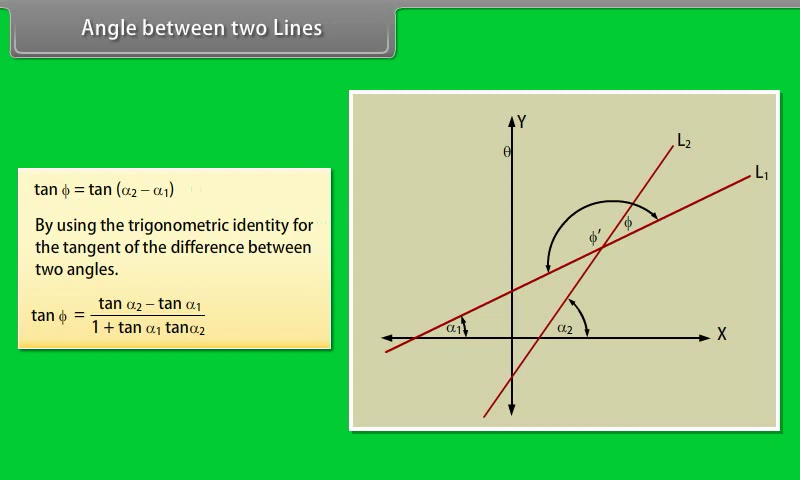 Angle between two Lines
tan ϕ = tan (α₂ − α₁)
By using the trigonometric identity for
the tangent of the difference between
two angles.
tan ϕ = (tan α₂ − tan α₁) / (1 + tan α₁ tanα₂)
Y
θ
L₂
L₁
ϕ
ϕ′
α₁
α₂
X